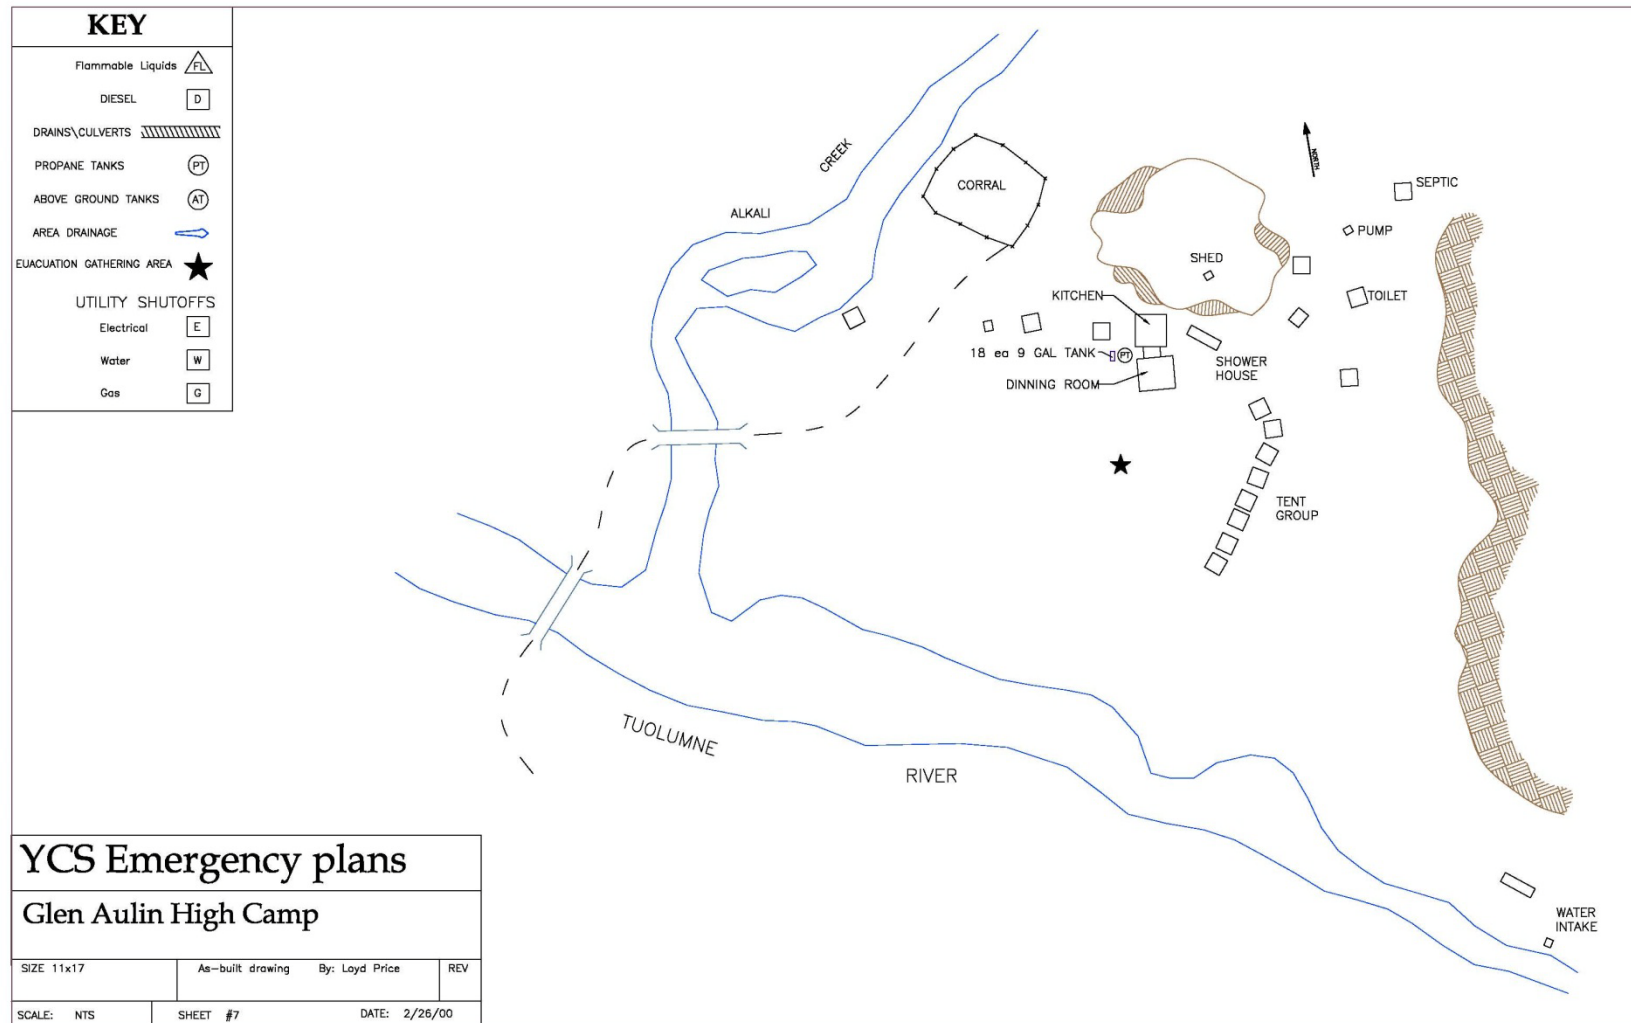 KEY
Flammable Liquids FL
DIESEL D
DRAINS\CULVERTS
PROPANE TANKS PT
ABOVE GROUND TANKS AT
AREA DRAINAGE
EUACUATION GATHERING AREA
UTILITY SHUTOFFS
Electrical E
Water W
Gas G
CREEK
ALKALI
CORRAL
NORTH
SEPTIC
PUMP
SHED
TOILET
KITCHEN
18 ea 9 GAL TANK PT
DINNING ROOM
SHOWER
HOUSE
TENT
GROUP
TUOLUMNE
RIVER
WATER
INTAKE
YCS Emergency plans
Glen Aulin High Camp
SIZE 11x17 As-built drawing By: Loyd Price REV
SCALE: NTS SHEET #7 DATE: 2/26/00